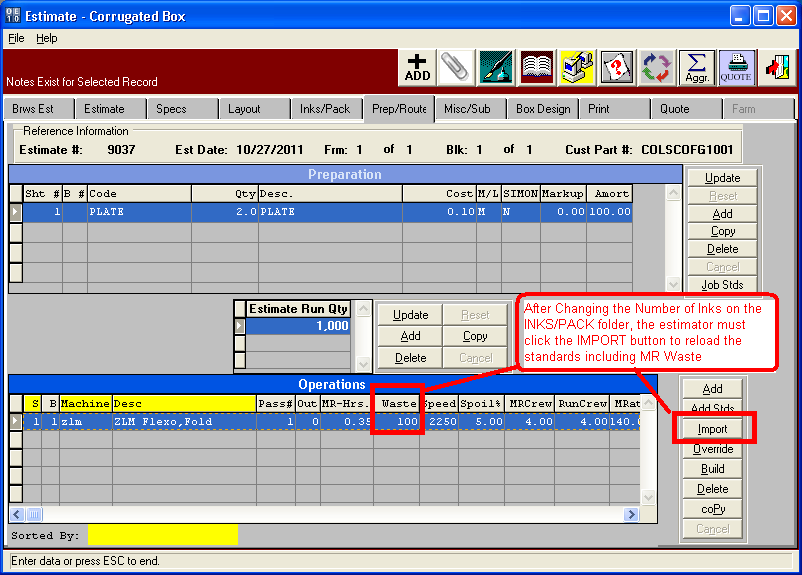 Estimate - Corrugated Box
File Help
Notes Exist for Selected Record
ADD
Aggr.
QUOTE
Brws Est Estimate Specs Layout Inks/Pack Prep/Route Misc/Sub Box Design Print Quote Farm
Reference Information
Estimate #: 9037 Est Date: 10/27/2011 Frm: 1 of 1 Blk: 1 of 1 Cust Part #: COLSCOFG1001
Preparation
Sht # B # Code Qty Desc. Cost M/L SIMON Markup Amort
1 PLATE 2.0 PLATE 0.10 M N 0.00 100.00
Update
Reset
Add
Copy
Delete
Cancel
Job Stds
Estimate Run Qty
1,000
Update Reset
Add Copy
Delete Cancel
After Changing the Number of Inks on the
INKS/PACK folder, the estimator must
click the IMPORT button to reload the
standards including MR Waste
Operations
S B Machine Desc Pass# Out MR-Hrs. Waste Speed Spoil% MRCrew RunCrew MRat
1 1 zlm ZLM Flexo,Fold 1 0 0.35 100 2250 5.00 4.00 4.00 140.0
Add
Add Stds
Import
Override
Build
Delete
coPy
Cancel
Sorted By:
Enter data or press ESC to end.